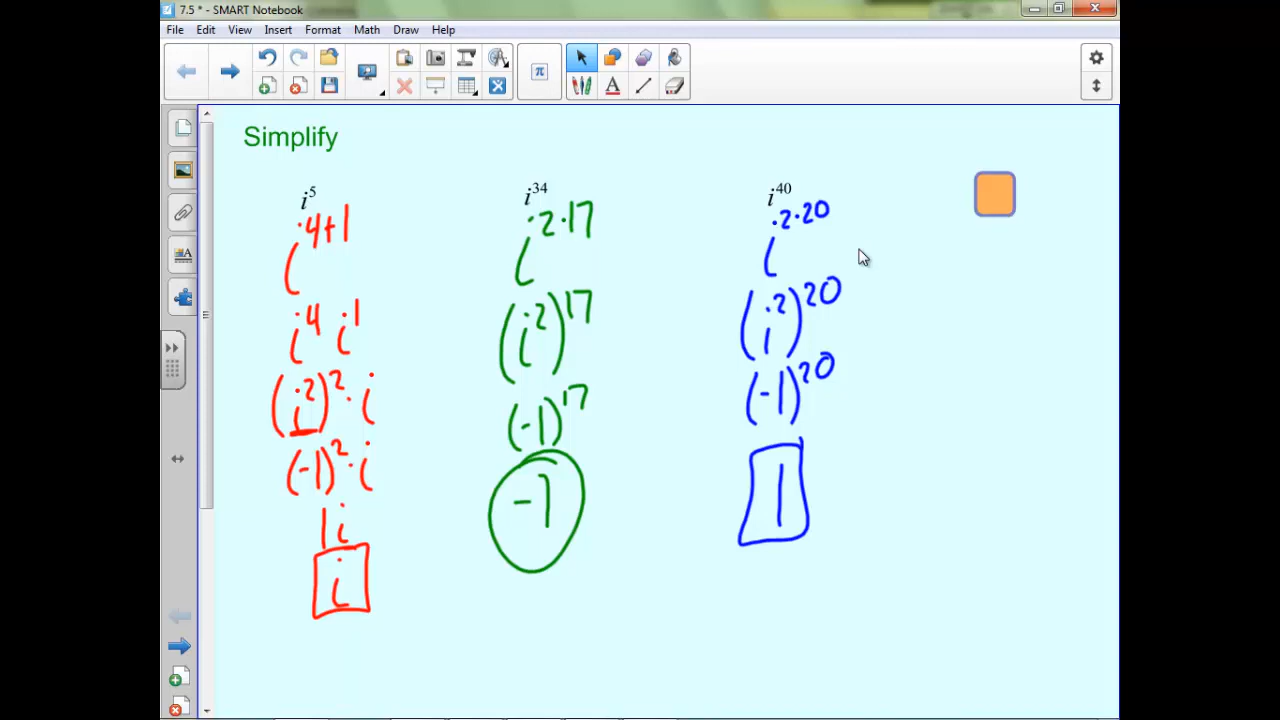 7.5 * - SMART Notebook
File Edit View Insert Format Math Draw Help
π
A
Simplify
i⁵ i³⁴ i⁴⁰
i⁴⁺¹ i²·¹⁷ i²·²⁰
i⁴ i¹ (i²)¹⁷ (i²)²⁰
(i²)² · i (-1)¹⁷ (-1)²⁰
(-1)² · i -1 1
1i
i